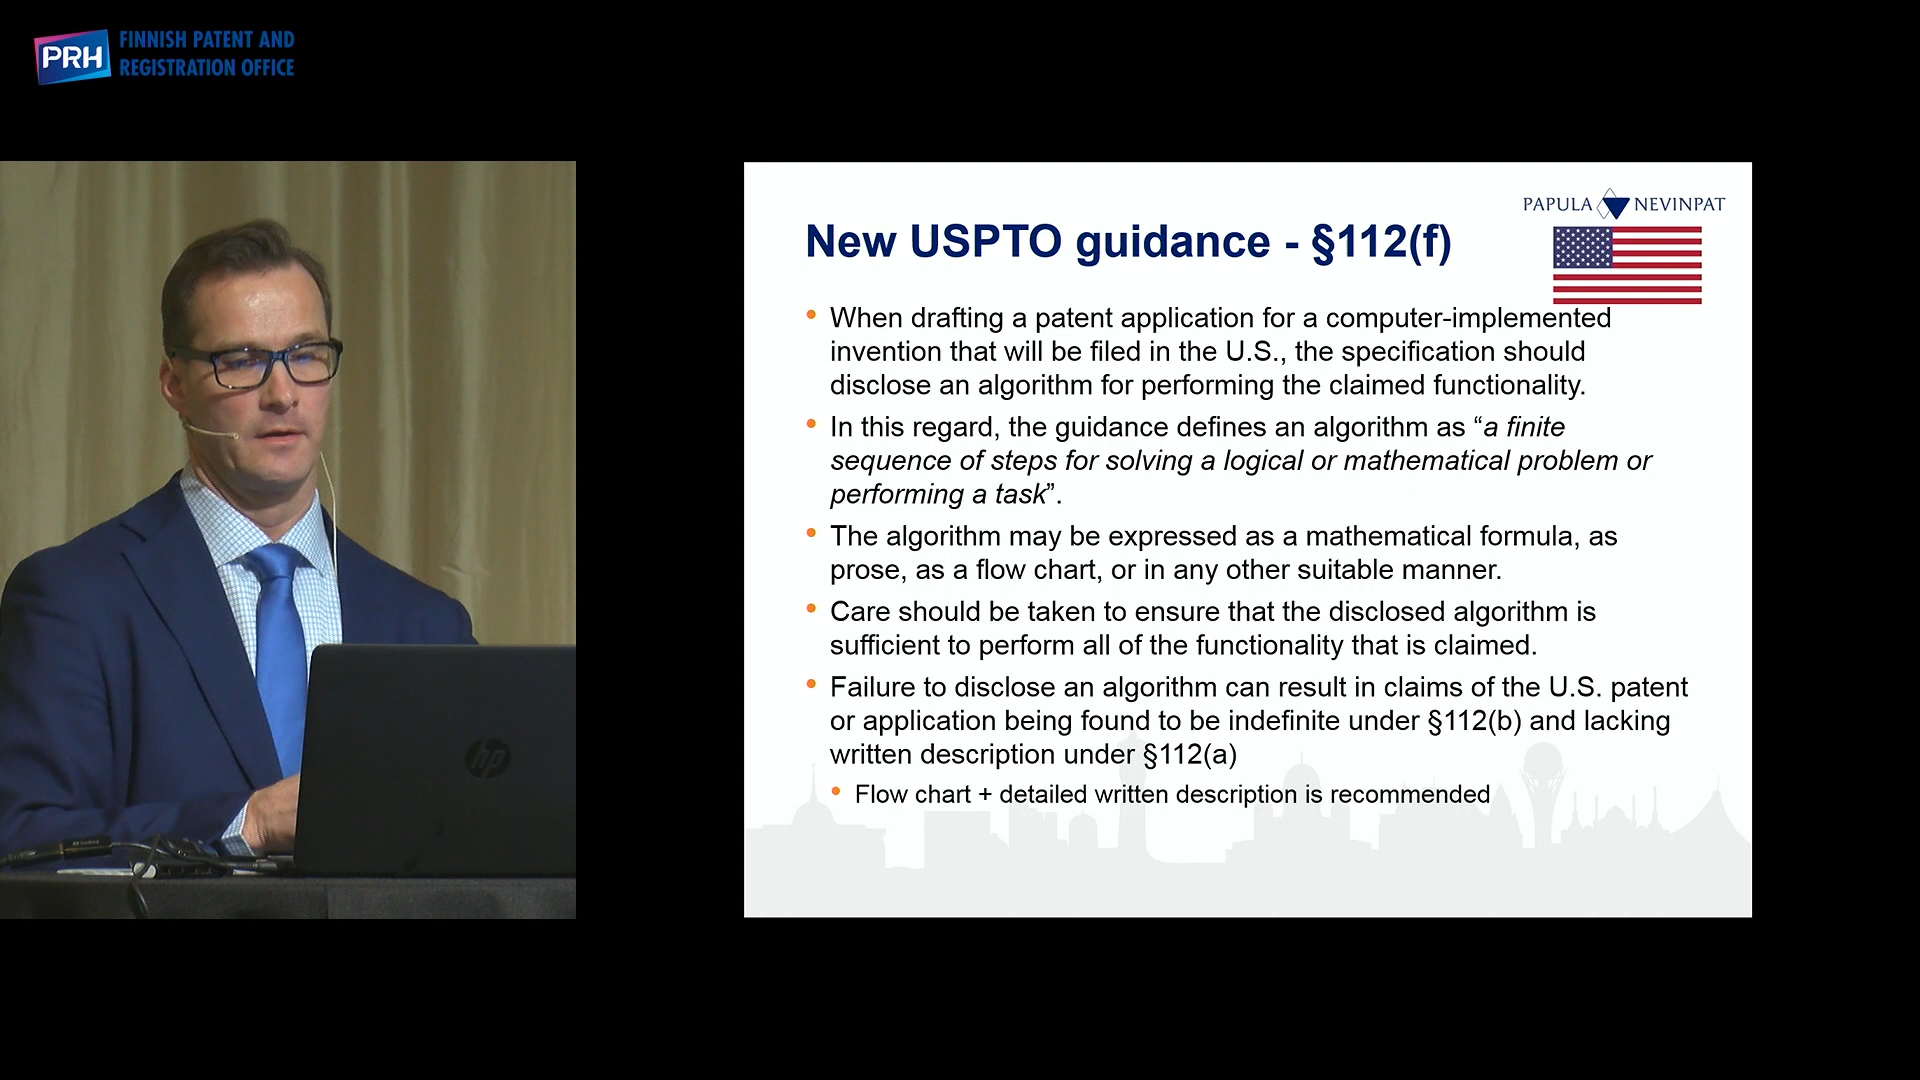 PRH
FINNISH PATENT AND
REGISTRATION OFFICE
PAPULA NEVINPAT
New USPTO guidance - §112(f)
• When drafting a patent application for a computer-implemented
invention that will be filed in the U.S., the specification should
disclose an algorithm for performing the claimed functionality.
• In this regard, the guidance defines an algorithm as “a finite
sequence of steps for solving a logical or mathematical problem or
performing a task”.
• The algorithm may be expressed as a mathematical formula, as
prose, as a flow chart, or in any other suitable manner.
• Care should be taken to ensure that the disclosed algorithm is
sufficient to perform all of the functionality that is claimed.
• Failure to disclose an algorithm can result in claims of the U.S. patent
or application being found to be indefinite under §112(b) and lacking
written description under §112(a)
• Flow chart + detailed written description is recommended
hp